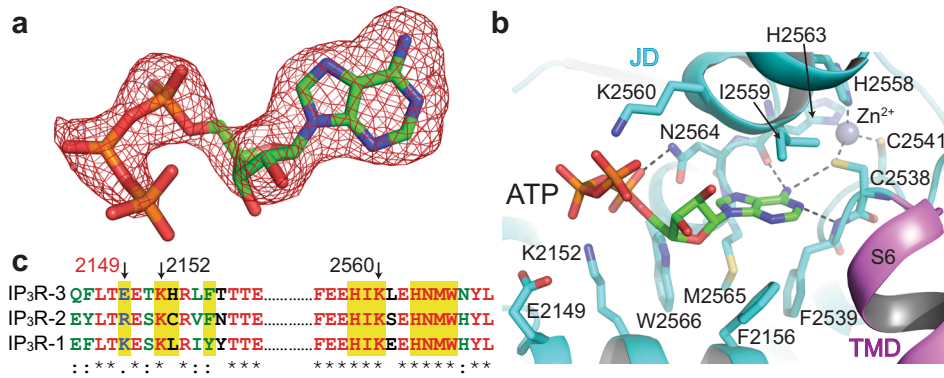 a
b
H2563
JD
H2558
K2560
I2559
Zn²⁺
N2564
C2541
C2538
ATP
S6
K2152
E2149
M2565
W2566
F2156
F2539
TMD
c
2149 2152 2560
IP₃R-3 QFLTEETKHRLFTTTE............FEEHIKLEHNMWNYL
IP₃R-2 EYLTRESKCRVFNTTE............FEEHIKSEHNMWHYL
IP₃R-1 EFLTKESKLRIYYTTE............FEEHIKLEHNMWHYL
::**.*:* *:: *** ****** *****:**